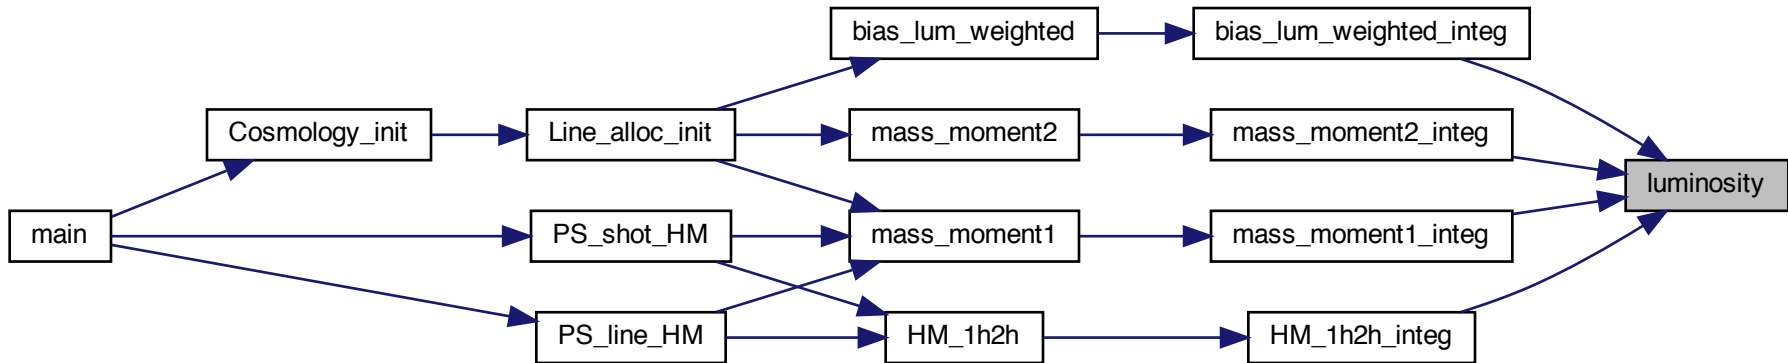 bias_lum_weighted
bias_lum_weighted_integ
Cosmology_init
Line_alloc_init
mass_moment2
mass_moment2_integ
luminosity
main
PS_shot_HM
mass_moment1
mass_moment1_integ
PS_line_HM
HM_1h2h
HM_1h2h_integ